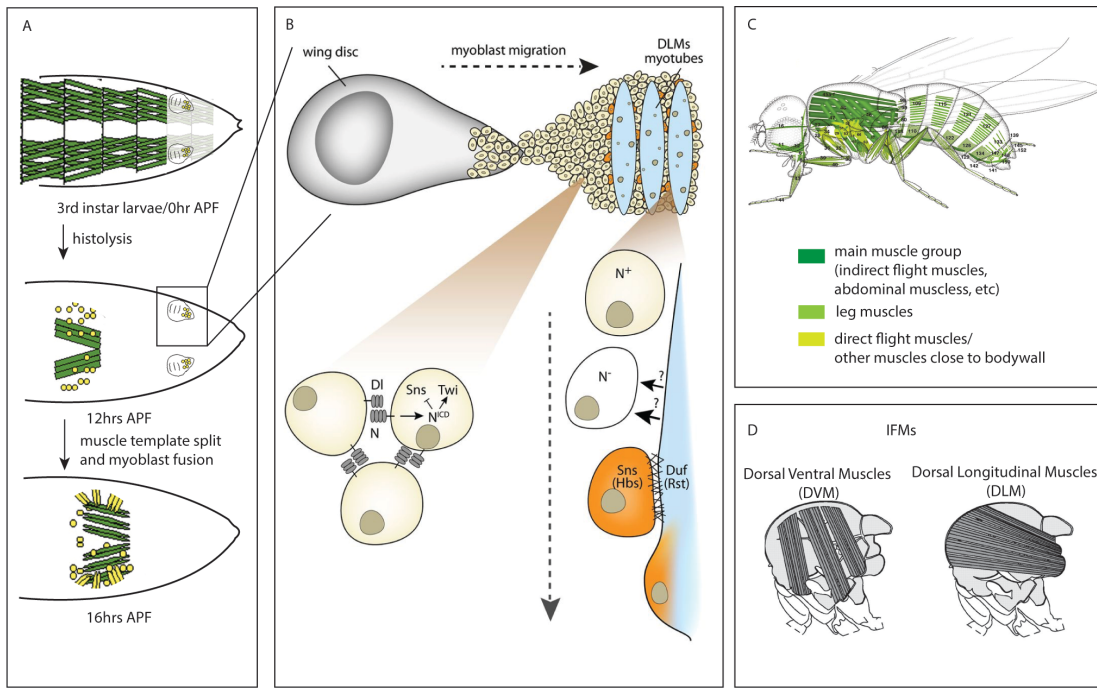 A
3rd instar larvae/0hr APF
histolysis
12hrs APF
muscle template split
and myoblast fusion
16hrs APF
B
wing disc
myoblast migration
DLMs
myotubes
Dl
N
Sns
Twi
N^ICD
N⁺
N⁻
?
?
Sns
(Hbs)
Duf
(Rst)
C
main muscle group
(indirect flight muscles,
abdominal muscless, etc)
leg muscles
direct flight muscles/
other muscles close to bodywall
D
IFMs
Dorsal Ventral Muscles
(DVM)
Dorsal Longitudinal Muscles
(DLM)